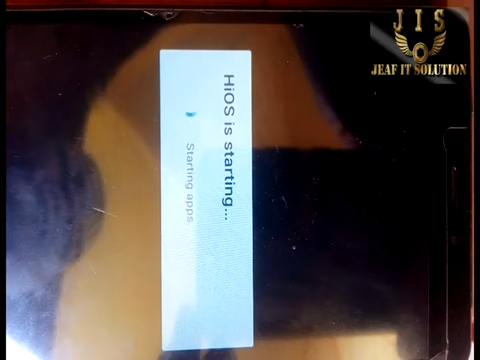 JIS
JEAF IT SOLUTION
HiOS is starting...
Starting apps.